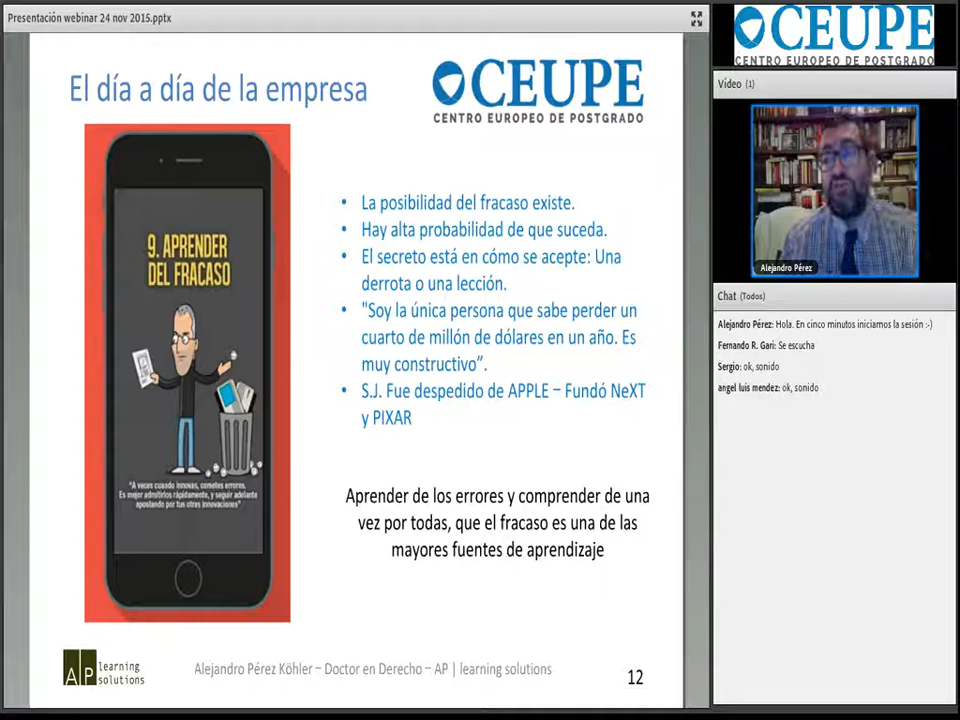 Presentación webinar 24 nov 2015.pptx
El día a día de la empresa
CEUPE
CENTRO EUROPEO DE POSTGRADO
9. APRENDER
DEL FRACASO
"A veces cuando innovas, cometes errores.
Es mejor admitirlos rápidamente, y seguir adelante
apostando por tus otras innovaciones"
• La posibilidad del fracaso existe.
• Hay alta probabilidad de que suceda.
• El secreto está en cómo se acepte: Una
derrota o una lección.
• "Soy la única persona que sabe perder un
cuarto de millón de dólares en un año. Es
muy constructivo”.
• S.J. Fue despedido de APPLE – Fundó NeXT
y PIXAR
Aprender de los errores y comprender de una
vez por todas, que el fracaso es una de las
mayores fuentes de aprendizaje
AP learning
solutions
Alejandro Pérez Köhler – Doctor en Derecho – AP | learning solutions
12
CEUPE
CENTRO EUROPEO DE POSTGRADO
Vídeo (1)
Alejandro Pérez
Chat (Todos)
Alejandro Pérez: Hola. En cinco minutos iniciamos la sesión :-)
Fernando R. Gari: Se escucha
Sergio: ok, sonido
angel luis mendez: ok, sonido